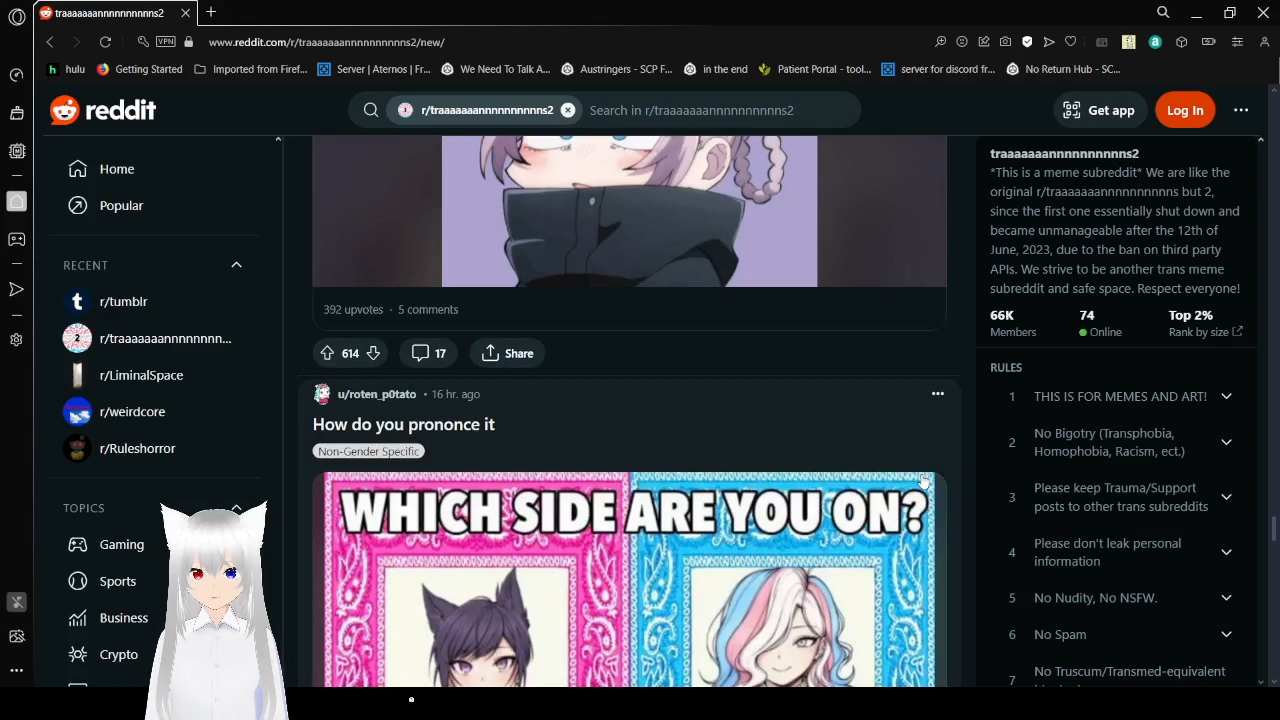 traaaaaaannnnnnnnnns2
VPN
www.reddit.com/r/traaaaaaannnnnnnnnns2/new/
hulu
Getting Started
Imported from Firef...
Server | Aternos | Fr...
We Need To Talk A...
Austringers - SCP F...
in the end
Patient Portal - tool...
server for discord fr...
No Return Hub - SC...
reddit
r/traaaaaaannnnnnnnnns2
Search in r/traaaaaaannnnnnnnnns2
Get app
Log In
Home
Popular
RECENT
r/tumblr
r/traaaaaaannnnnnn...
r/LiminalSpace
r/weirdcore
r/Ruleshorror
TOPICS
Gaming
Sports
Business
Crypto
392 upvotes · 5 comments
614
17
Share
u/roten_p0tato • 16 hr. ago
How do you prononce it
Non-Gender Specific
WHICH SIDE ARE YOU ON?
traaaaaaannnnnnnnnns2
*This is a meme subreddit* We are like the
original r/traaaaaaannnnnnnnnns but 2,
since the first one essentially shut down and
became unmanageable after the 12th of
June, 2023, due to the ban on third party
APIs. We strive to be another trans meme
subreddit and safe space. Respect everyone!
66K
Members
74
Online
Top 2%
Rank by size
RULES
1 THIS IS FOR MEMES AND ART!
2 No Bigotry (Transphobia,
Homophobia, Racism, ect.)
3 Please keep Trauma/Support
posts to other trans subreddits
4 Please don't leak personal
information
5 No Nudity, No NSFW.
6 No Spam
7 No Truscum/Transmed-equivalent